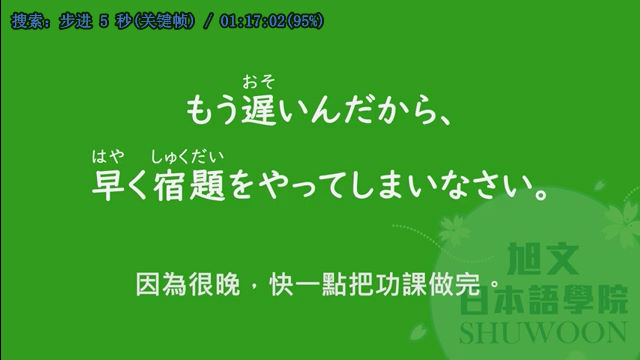 搜索: 步进 5 秒(关键帧) / 01:17:02(95%)
おそ
もう遅いんだから、
はや しゅくだい
早く宿題をやってしまいなさい。
因為很晚，快一點把功課做完。
旭文
日本語學院
SHUWOON